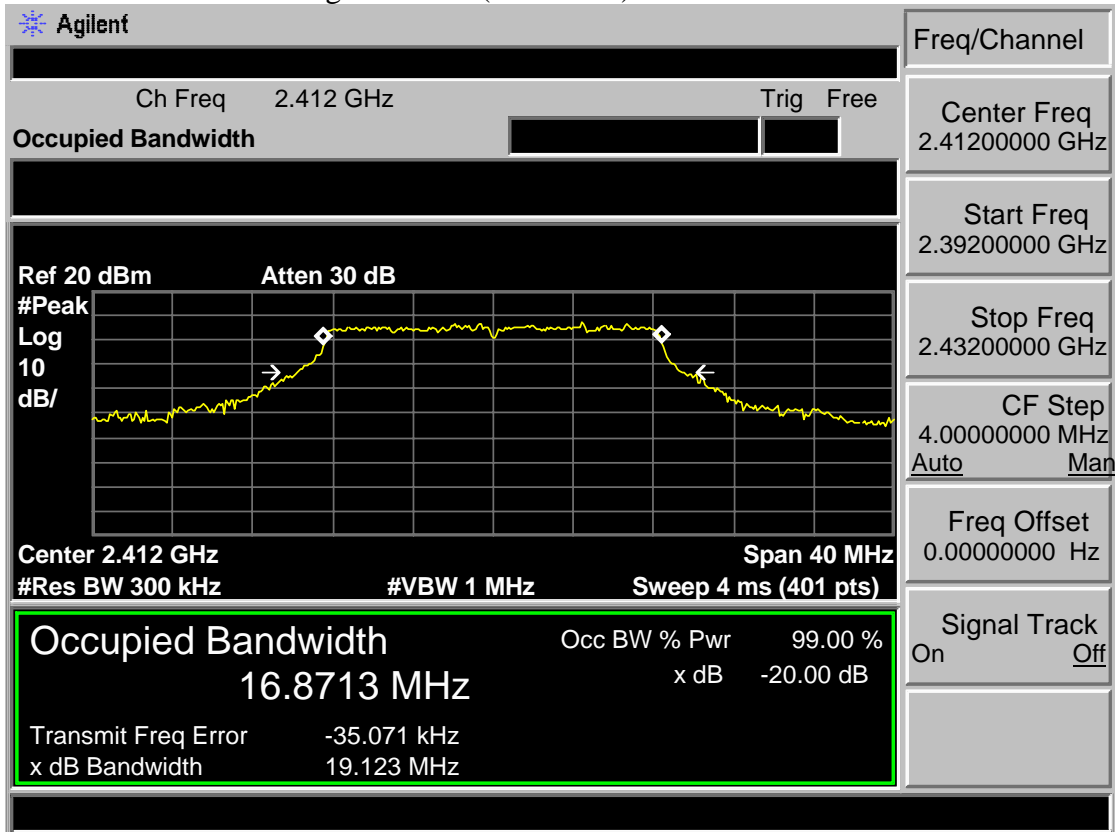 Agilent
Freq/Channel
Ch Freq 2.412 GHz Trig Free
Occupied Bandwidth
Center Freq
2.41200000 GHz
Start Freq
2.39200000 GHz
Stop Freq
2.43200000 GHz
CF Step
4.00000000 MHz
Auto Man
Freq Offset
0.00000000 Hz
Signal Track
On Off
Ref 20 dBm Atten 30 dB
#Peak
Log
10
dB/
Center 2.412 GHz Span 40 MHz
#Res BW 300 kHz #VBW 1 MHz Sweep 4 ms (401 pts)
Occupied Bandwidth
16.8713 MHz
Occ BW % Pwr 99.00 %
x dB -20.00 dB
Transmit Freq Error -35.071 kHz
x dB Bandwidth 19.123 MHz